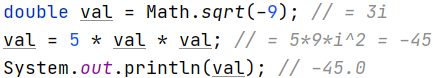 double val = Math.sqrt(-9); // = 3i
val = 5 * val * val; // = 5*9*i^2 = -45
System.out.println(val); // -45.0